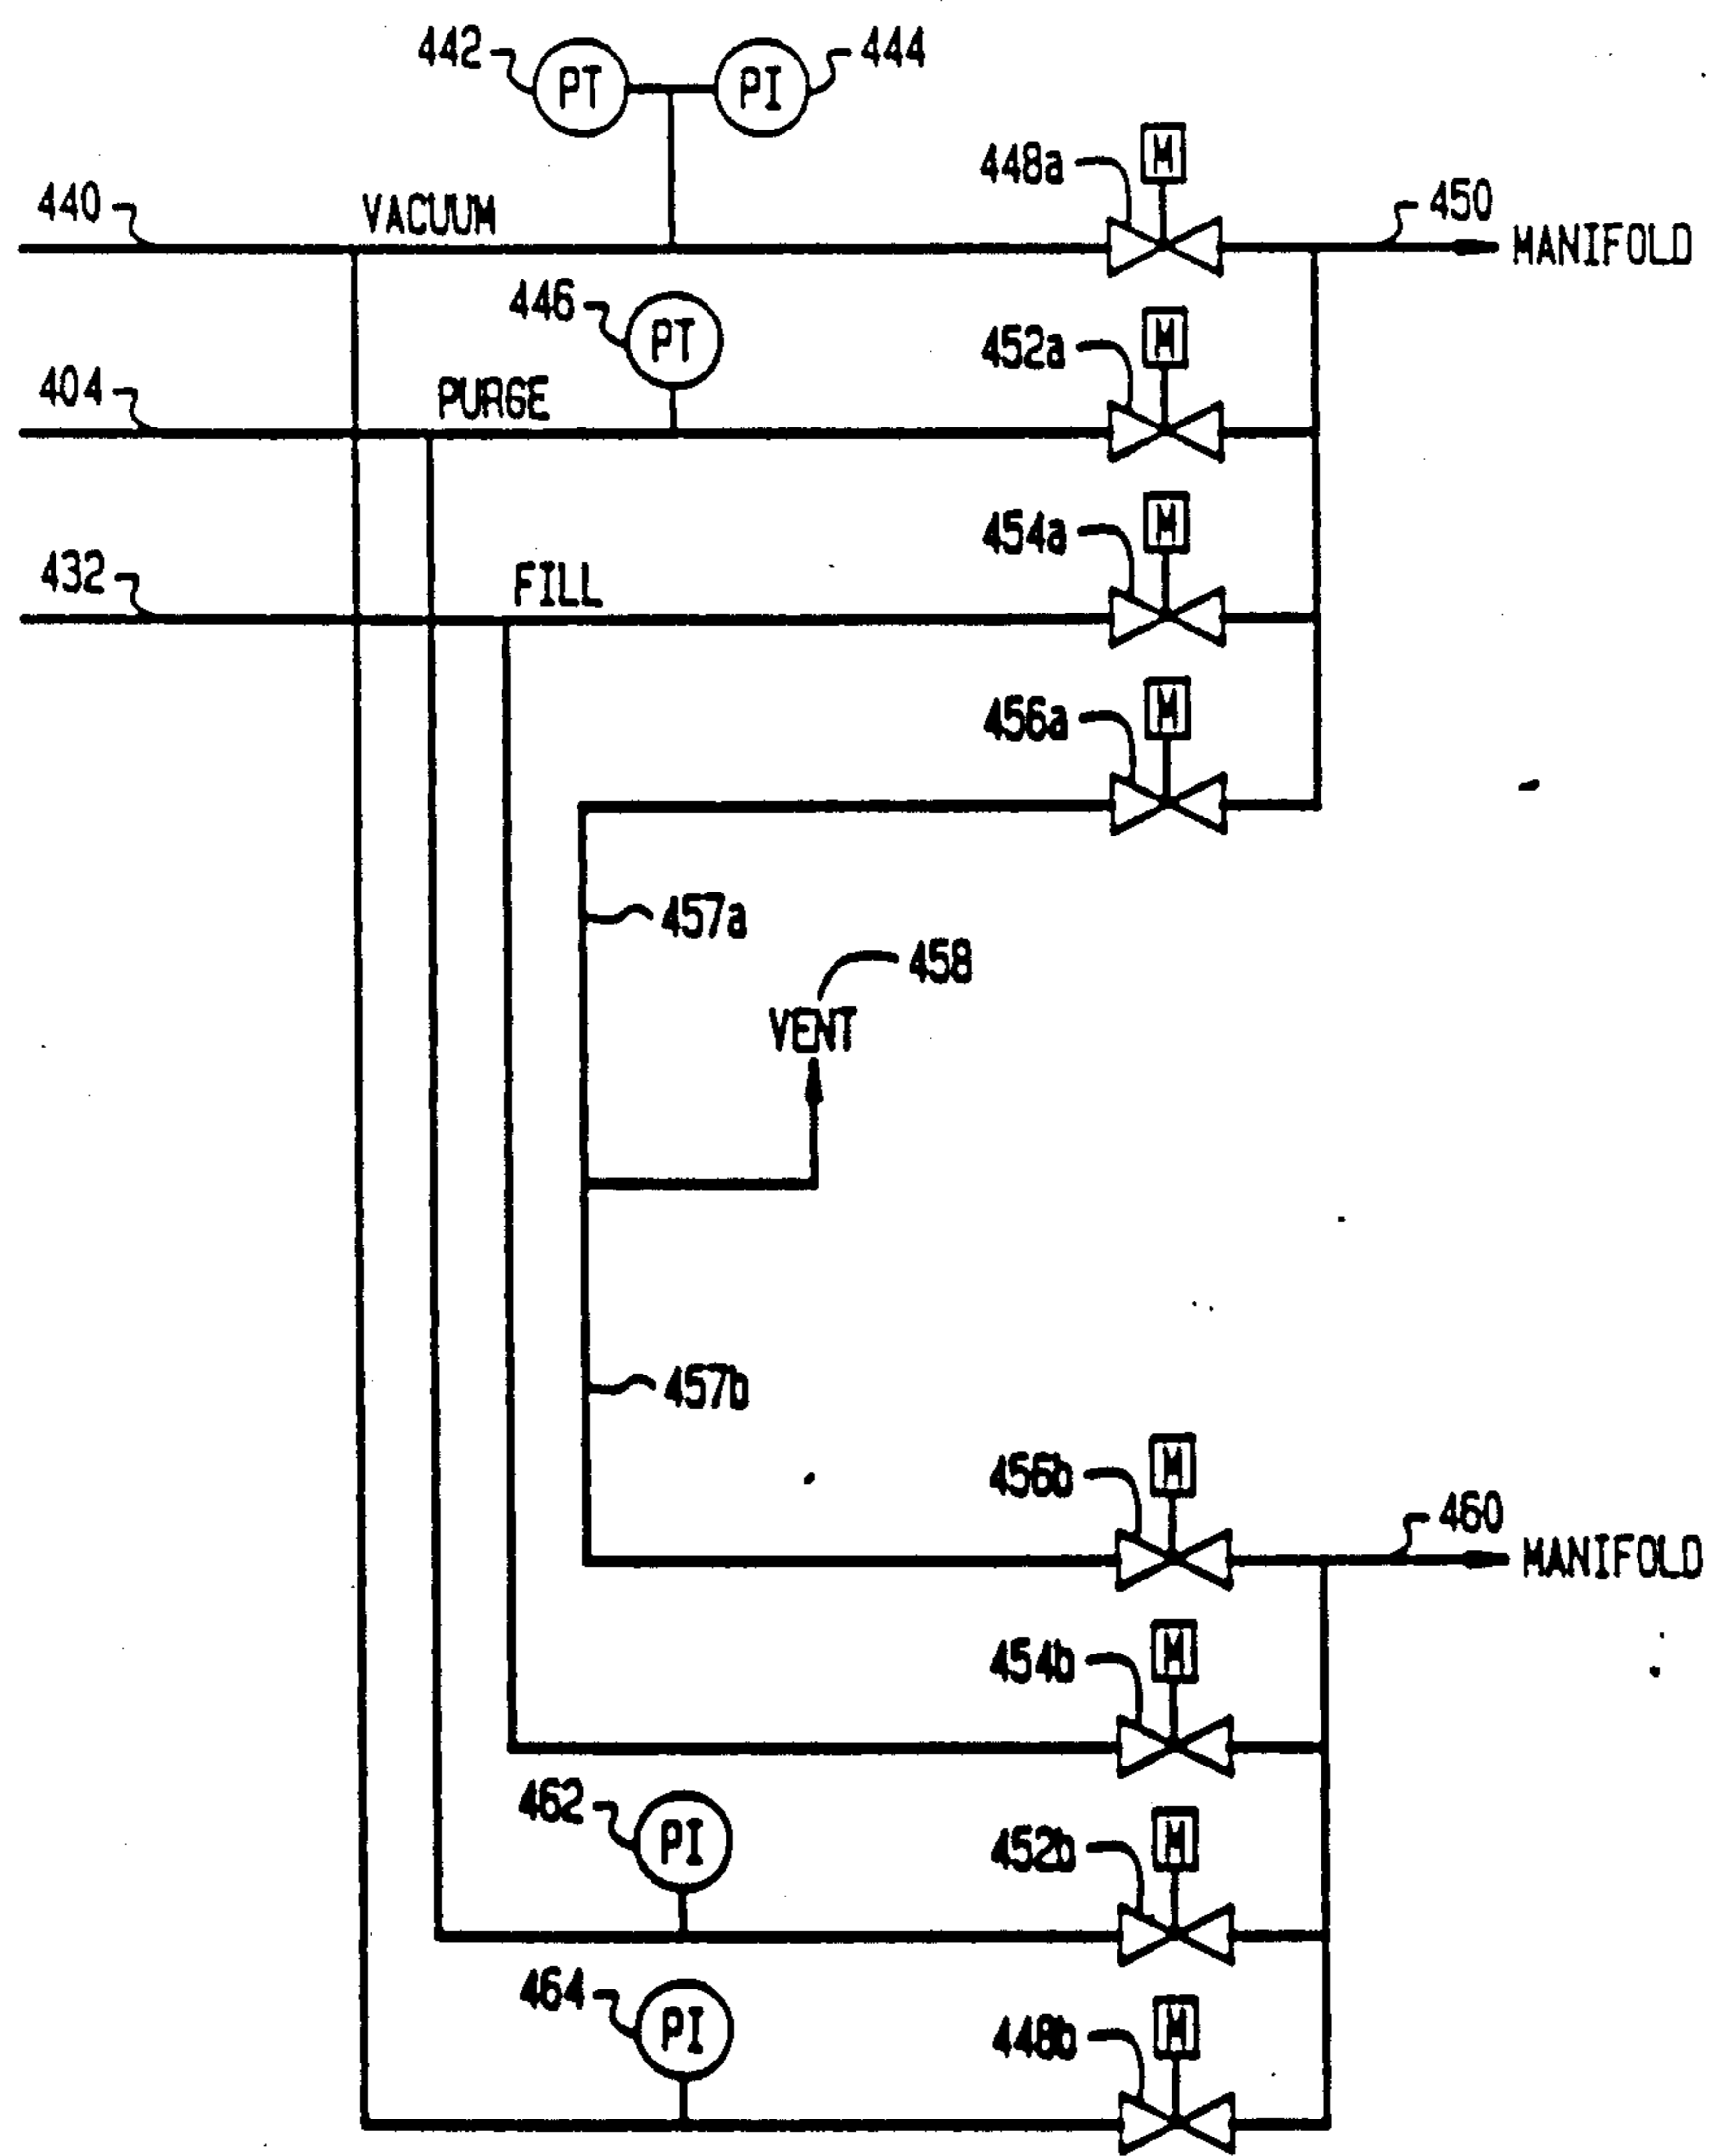 442 PT PI 444
448a M
440 VACUUM 450
MANIFOLD
446 PT
452a M
404 PURGE
454a M
432 FILL
456a M
457a
458
VENT
457b
456b M
460
MANIFOLD
454b M
462 PI
452b M
464 PI
448b M